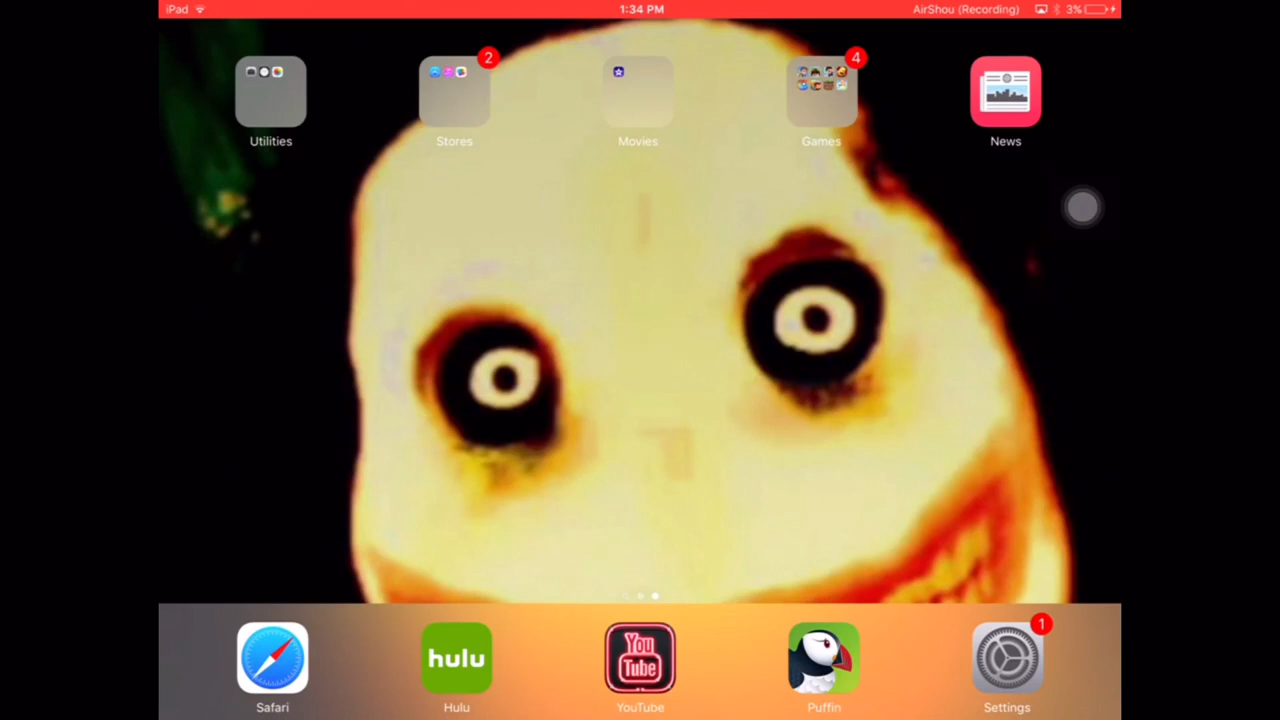 iPad 1:34 PM AirShou (Recording) 3%
2 4
Utilities Stores Movies Games News
1
hulu You
Tube
Safari Hulu YouTube Puffin Settings